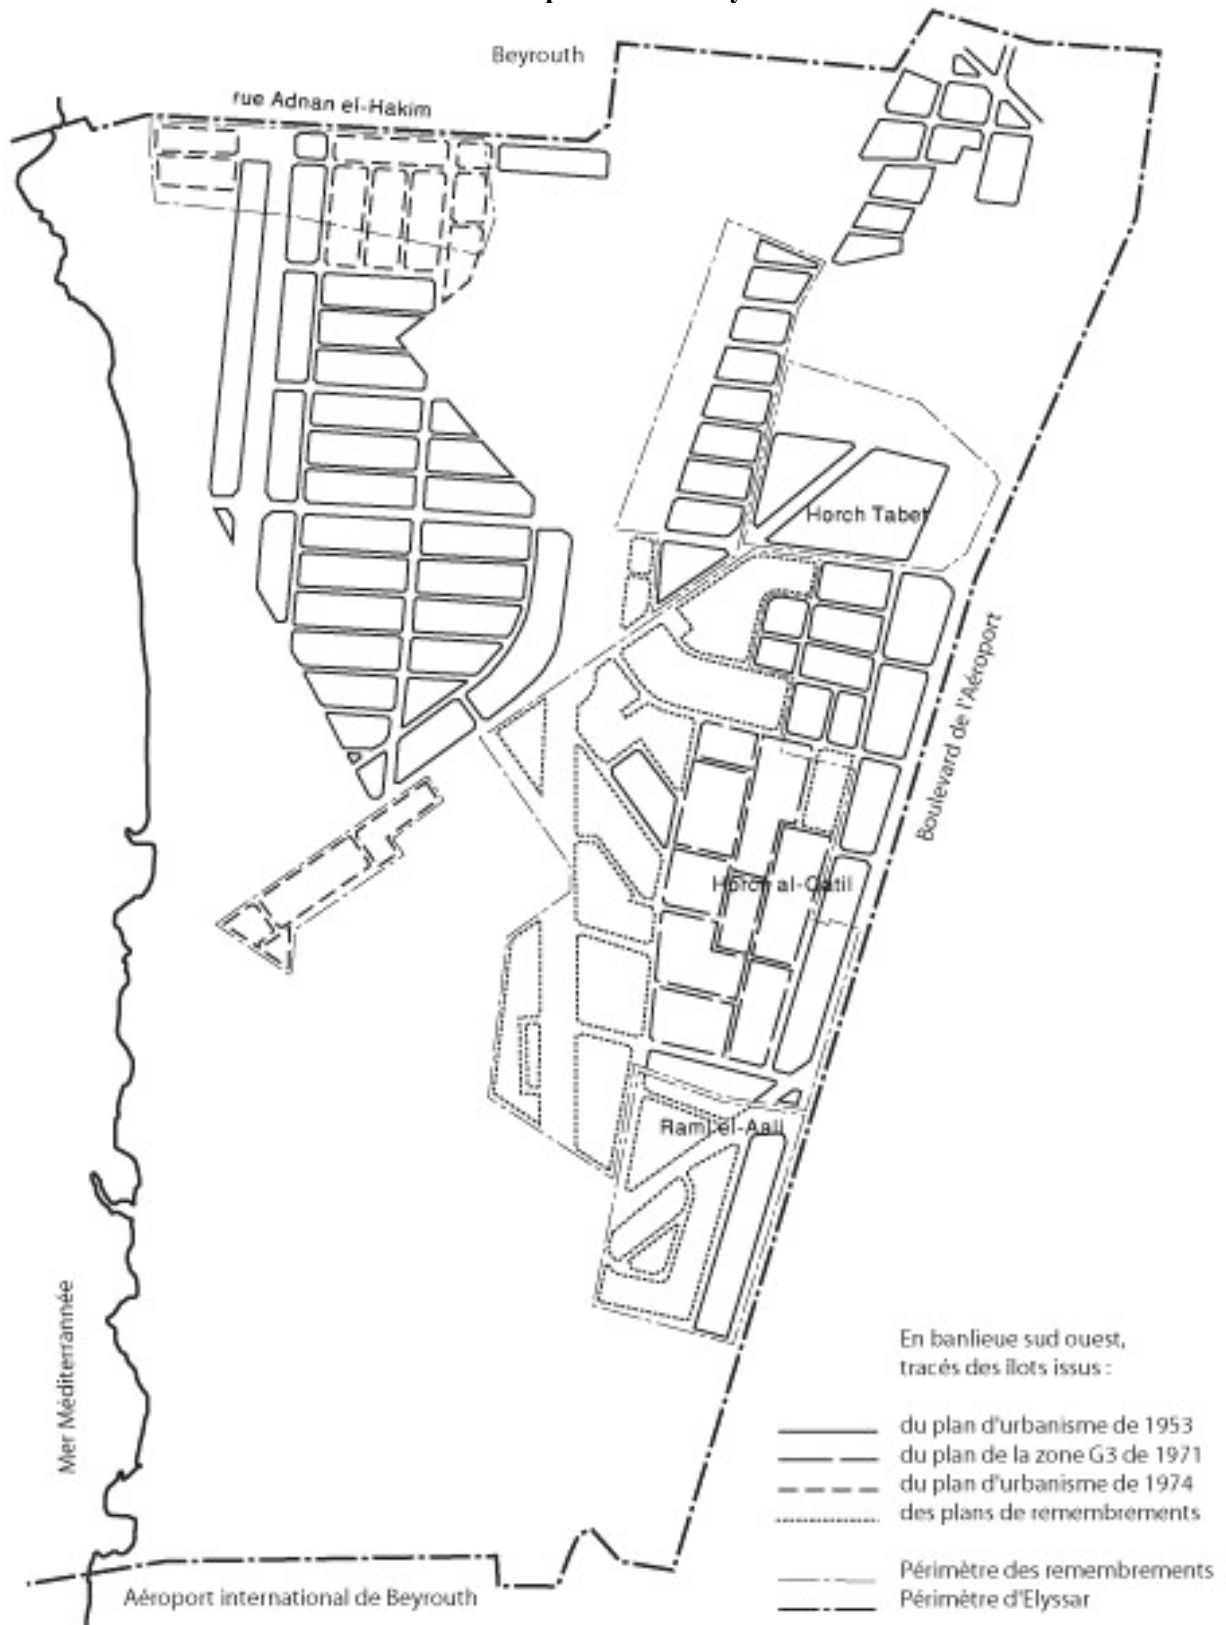 Beyrouth
rue Adnan el-Hakim
Horch Tabet
Boulevard de l'Aéroport
Horch al-Qatil
Raml el-Aali
Mer Méditerrannée
En banlieue sud ouest,
tracés des îlots issus :
du plan d'urbanisme de 1953
du plan de la zone G3 de 1971
du plan d'urbanisme de 1974
des plans de remembrements
Périmètre des remembrements
Périmètre d'Elyssar
Aéroport international de Beyrouth